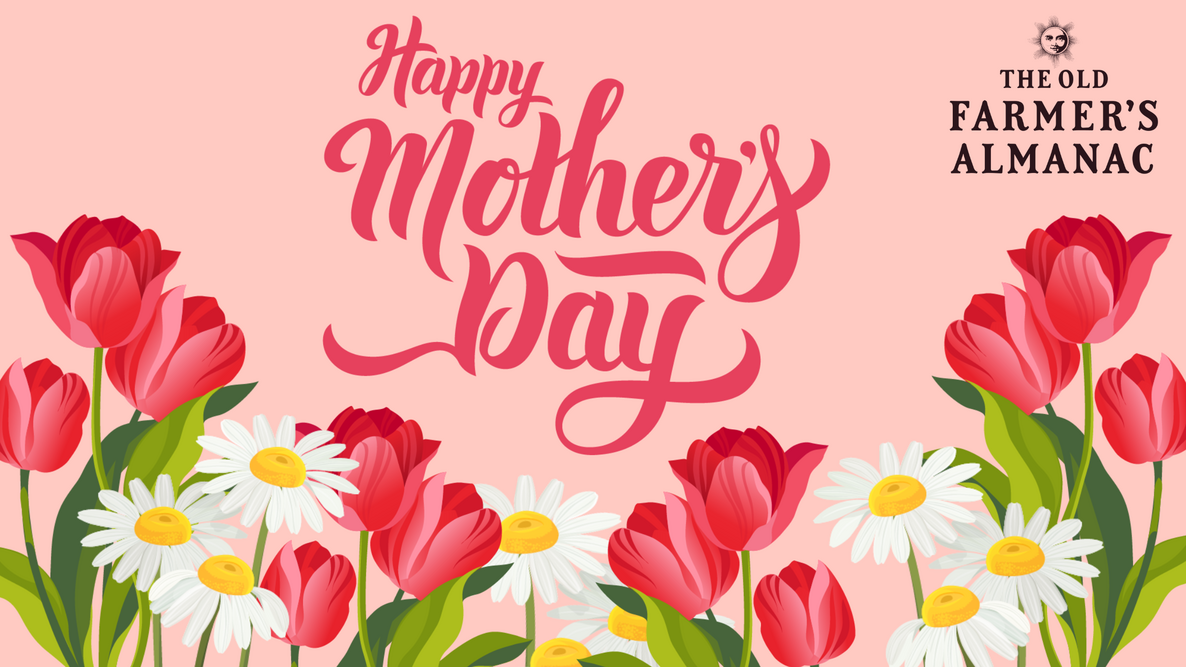 Happy
Mother's
Day
THE OLD
FARMER'S
ALMANAC